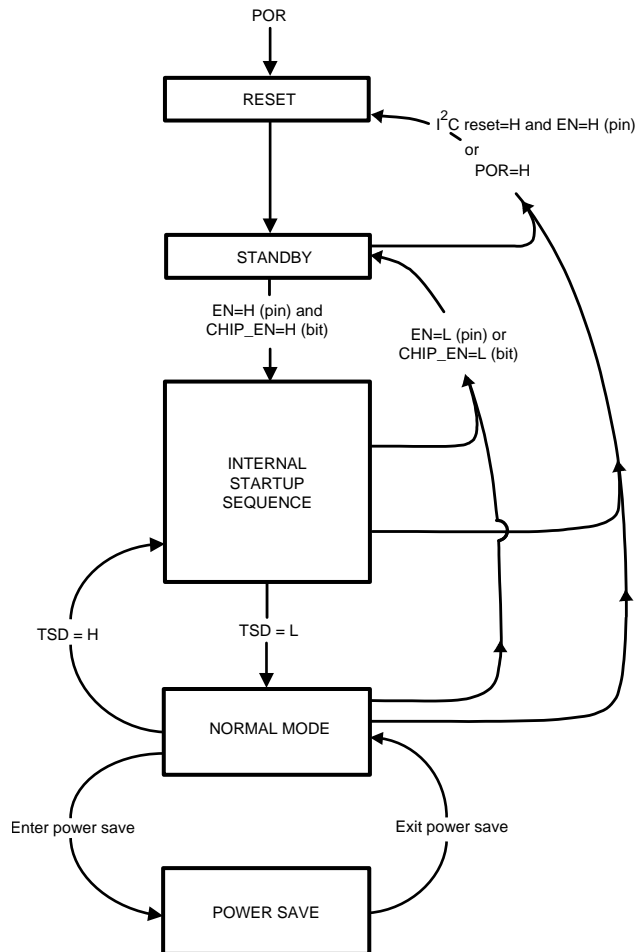 POR
RESET
I²C reset=H and EN=H (pin)
or
POR=H
STANDBY
EN=H (pin) and
CHIP_EN=H (bit)
EN=L (pin) or
CHIP_EN=L (bit)
INTERNAL
STARTUP
SEQUENCE
TSD = H
TSD = L
NORMAL MODE
Enter power save
Exit power save
POWER SAVE